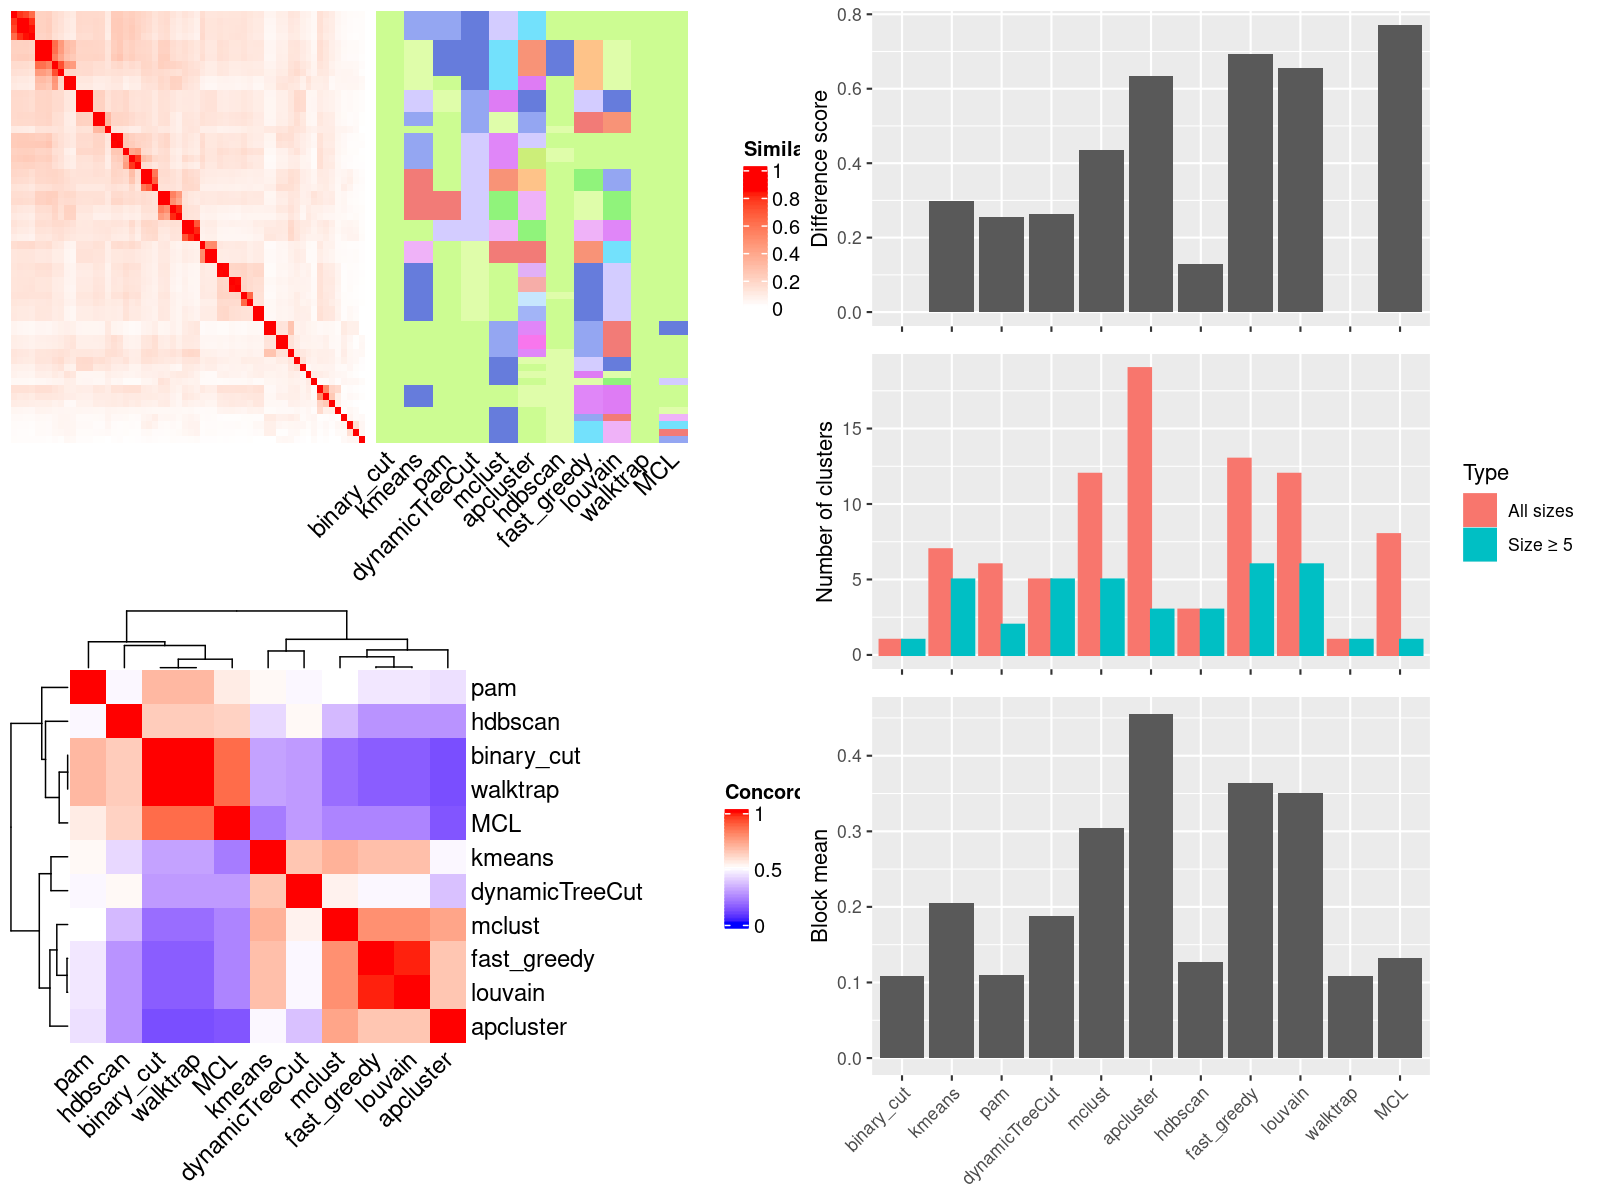 Simila
1
0.8
0.6
0.4
0.2
0
binary_cut
kmeans
pam
dynamicTreeCut
mclust
apcluster
hdbscan
fast_greedy
louvain
walktrap
MCL
Difference score
0.8
0.6
0.4
0.2
0.0
Number of clusters
15
10
5
0
Type
All sizes
Size ≥ 5
pam
hdbscan
binary_cut
walktrap
MCL
kmeans
dynamicTreeCut
mclust
fast_greedy
louvain
apcluster
pam
hdbscan
binary_cut
walktrap
MCL
kmeans
dynamicTreeCut
mclust
fast_greedy
louvain
apcluster
Concord
1
0.5
0
Block mean
0.4
0.3
0.2
0.1
0.0
binary_cut
kmeans
pam
dynamicTreeCut
mclust
apcluster
hdbscan
fast_greedy
louvain
walktrap
MCL